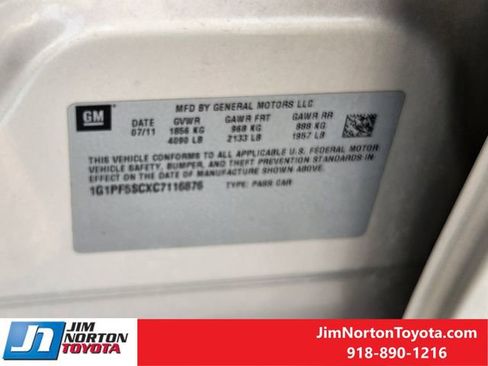 GM
MFD BY GENERAL MOTORS LLC
DATE GVWR GAWR FRT GAWR RR
07/11 1856 KG 968 KG 888 KG
4090 LB 2133 LB 1957 LB
THIS VEHICLE CONFORMS TO ALL APPLICABLE U.S. FEDERAL MOTOR
VEHICLE SAFETY, BUMPER, AND THEFT PREVENTION STANDARDS
IN EFFECT ON THE DATE OF MANUFACTURE SHOWN ABOVE.
1G1PF5SCXC7116876 TYPE: PASS CAR
JIM
NORTON
TOYOTA
JimNortonToyota.com
918-890-1216